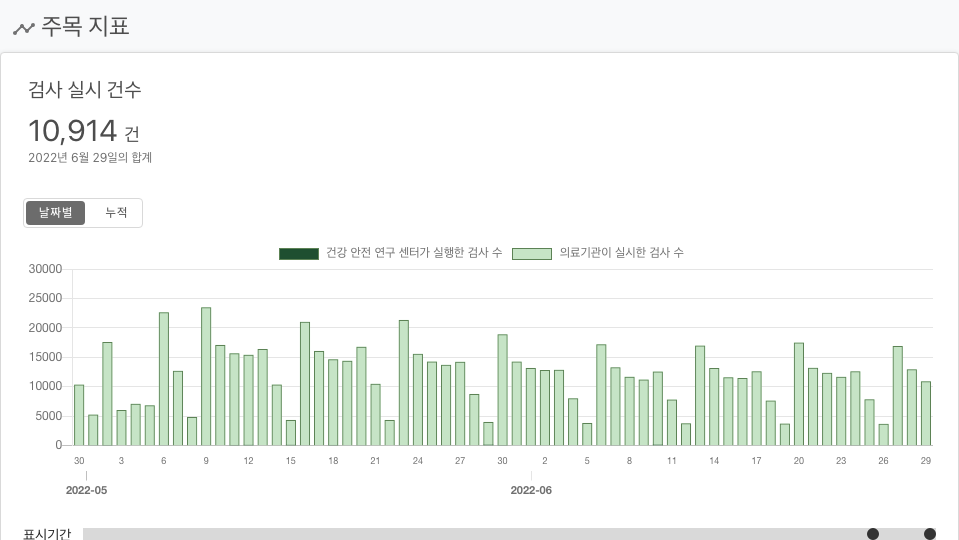 주목 지표
검사 실시 건수
10,914 건
2022년 6월 29일의 합계
날짜별 누적
건강 안전 연구 센터가 실행한 검사 수 의료기관이 실시한 검사 수
30000
25000
20000
15000
10000
5000
0
30 3 6 9 12 15 18 21 24 27 30 2 5 8 11 14 17 20 23 26 29
2022-05 2022-06
표시기간